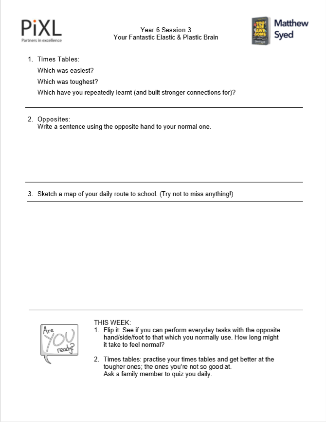 PiXL
Partners in excellence
Year 6 Session 3
Your Fantastic Elastic & Plastic Brain
Matthew
Syed
1. Times Tables:
Which was easiest?
Which was toughest?
Which have you repeatedly learnt (and built stronger connections for)?
2. Opposites:
Write a sentence using the opposite hand to your normal one.
3. Sketch a map of your daily route to school. (Try not to miss anything!)
Are
YOU
ready?
THIS WEEK:
1 Flip it: See if you can perform everyday tasks with the opposite
hand/side/foot to that which you normally use. How long might
it take to feel normal?
2. Times tables: practise your times tables and get better at the
tougher ones; the ones you're not so good at.
Ask a family member to quiz you daily.